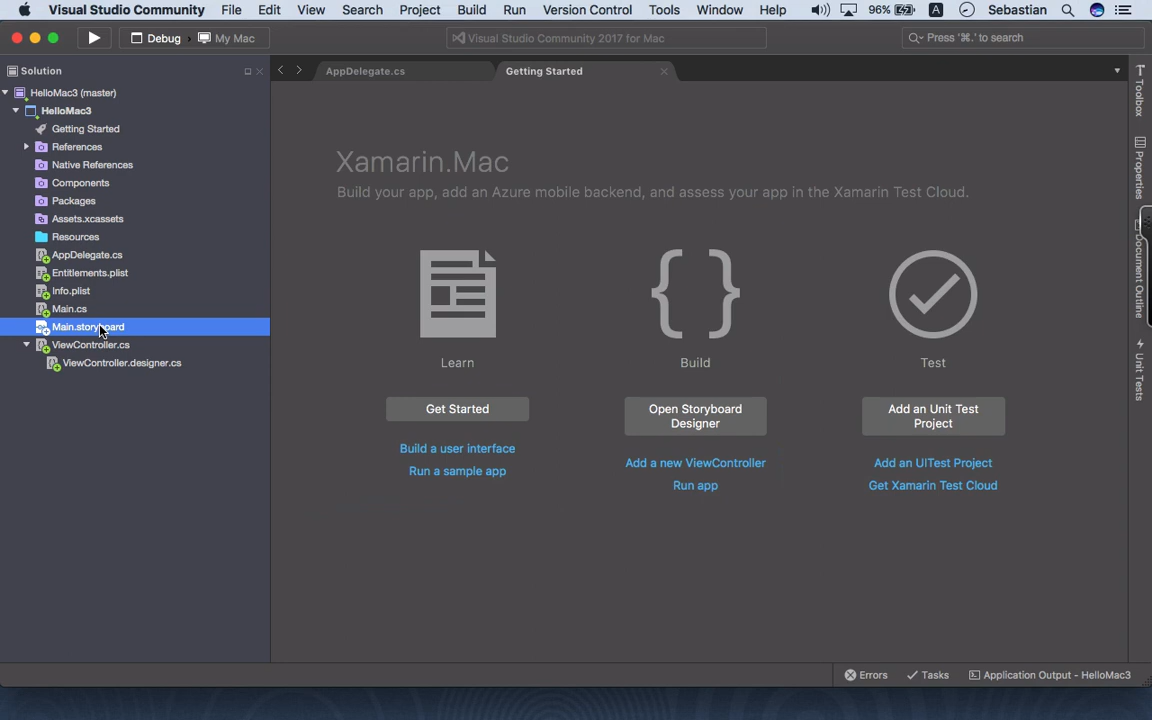 Visual Studio Community File Edit View Search Project Build Run Version Control Tools Window Help 96% A Sebastian
Debug My Mac Visual Studio Community 2017 for Mac Press '⌘.' to search
Solution
AppDelegate.cs Getting Started
HelloMac3 (master)
HelloMac3
Getting Started
References
Native References
Components
Packages
Assets.xcassets
Resources
AppDelegate.cs
Entitlements.plist
Info.plist
Main.cs
Main.storyboard
ViewController.cs
ViewController.designer.cs
Xamarin.Mac
Build your app, add an Azure mobile backend, and assess your app in the Xamarin Test Cloud.
Learn
Get Started
Build a user interface
Run a sample app
Build
Open Storyboard
Designer
Add a new ViewController
Run app
Test
Add an Unit Test
Project
Add an UITest Project
Get Xamarin Test Cloud
Toolbox
Properties
Document Outline
Unit Tests
Errors Tasks Application Output - HelloMac3